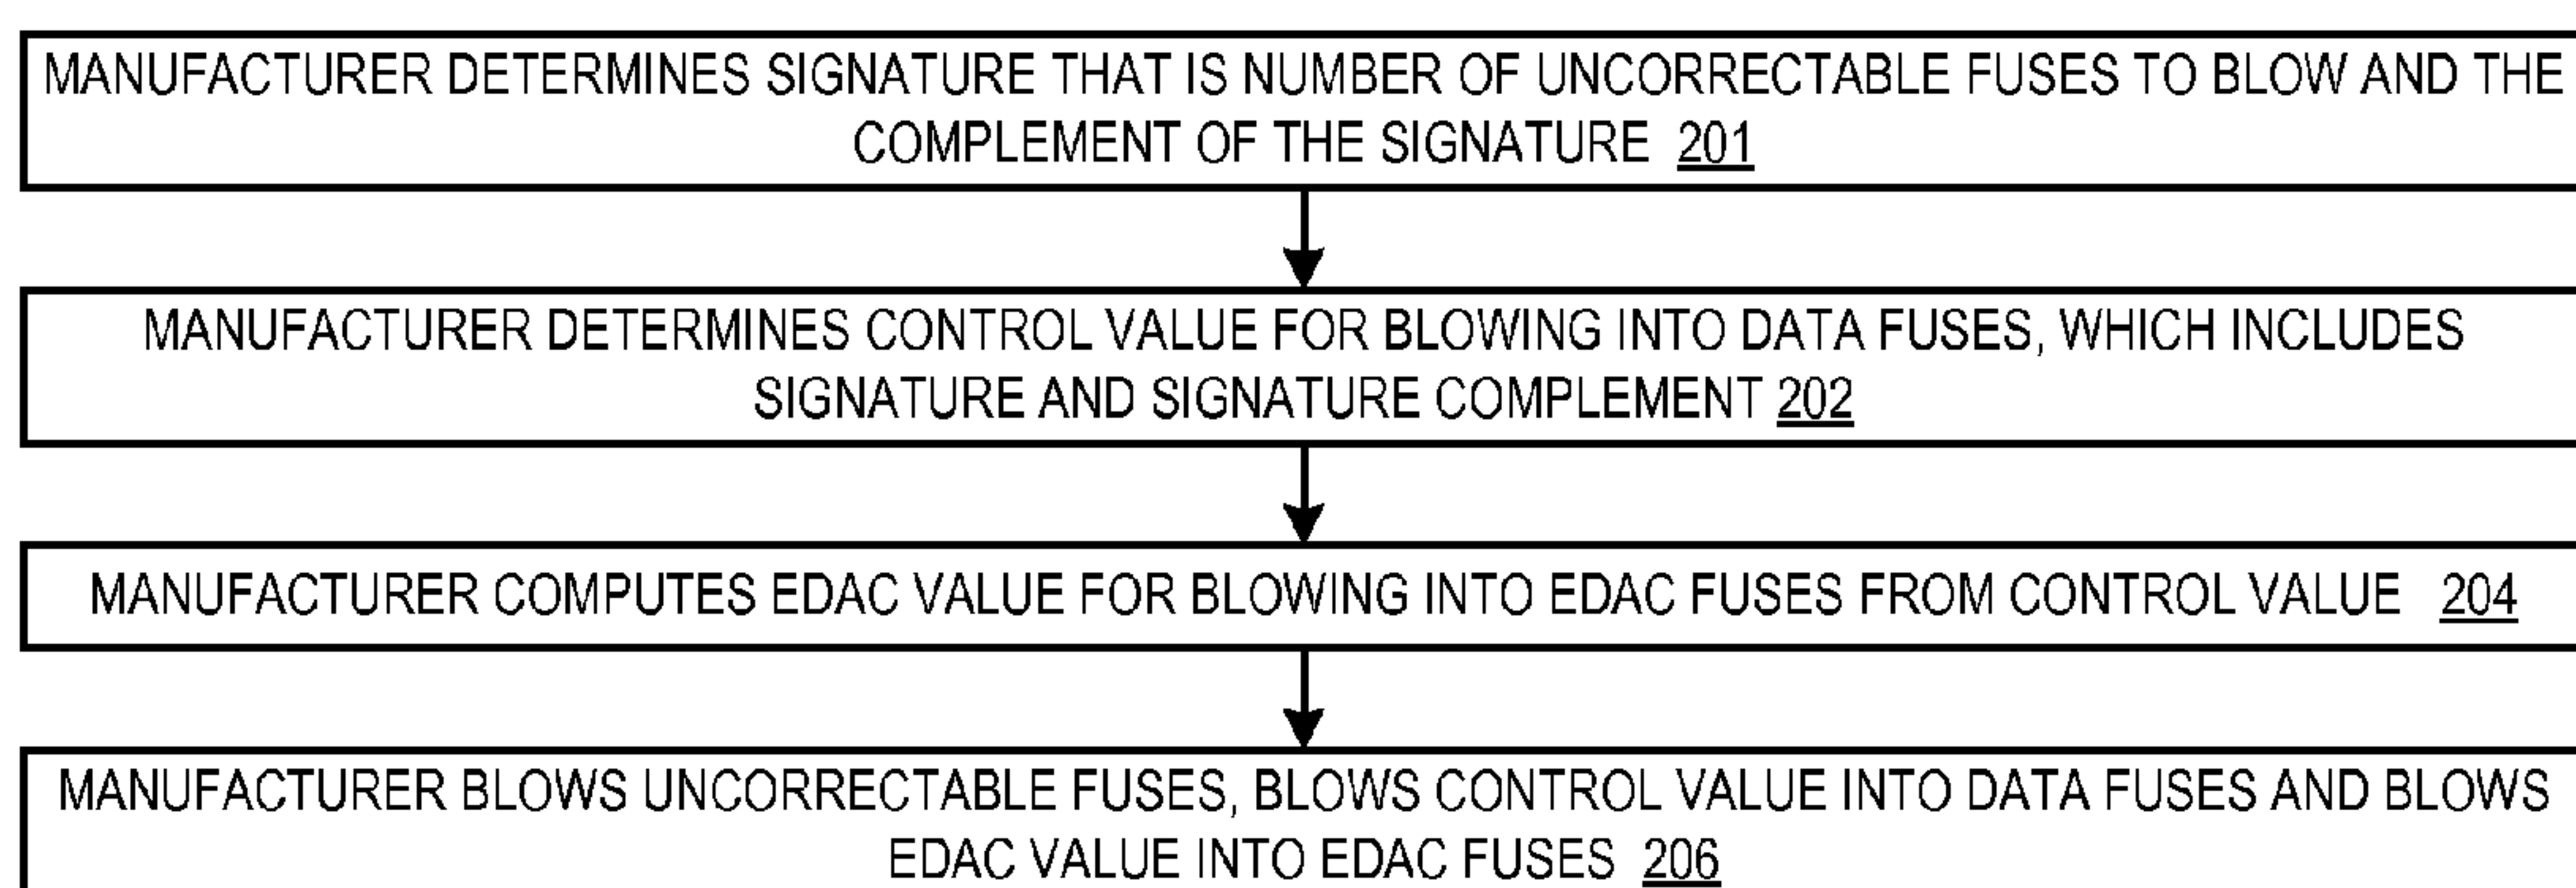 MANUFACTURER DETERMINES SIGNATURE THAT IS NUMBER OF UNCORRECTABLE FUSES TO BLOW AND THE
COMPLEMENT OF THE SIGNATURE 201
MANUFACTURER DETERMINES CONTROL VALUE FOR BLOWING INTO DATA FUSES, WHICH INCLUDES
SIGNATURE AND SIGNATURE COMPLEMENT 202
MANUFACTURER COMPUTES EDAC VALUE FOR BLOWING INTO EDAC FUSES FROM CONTROL VALUE 204
MANUFACTURER BLOWS UNCORRECTABLE FUSES, BLOWS CONTROL VALUE INTO DATA FUSES AND BLOWS
EDAC VALUE INTO EDAC FUSES 206